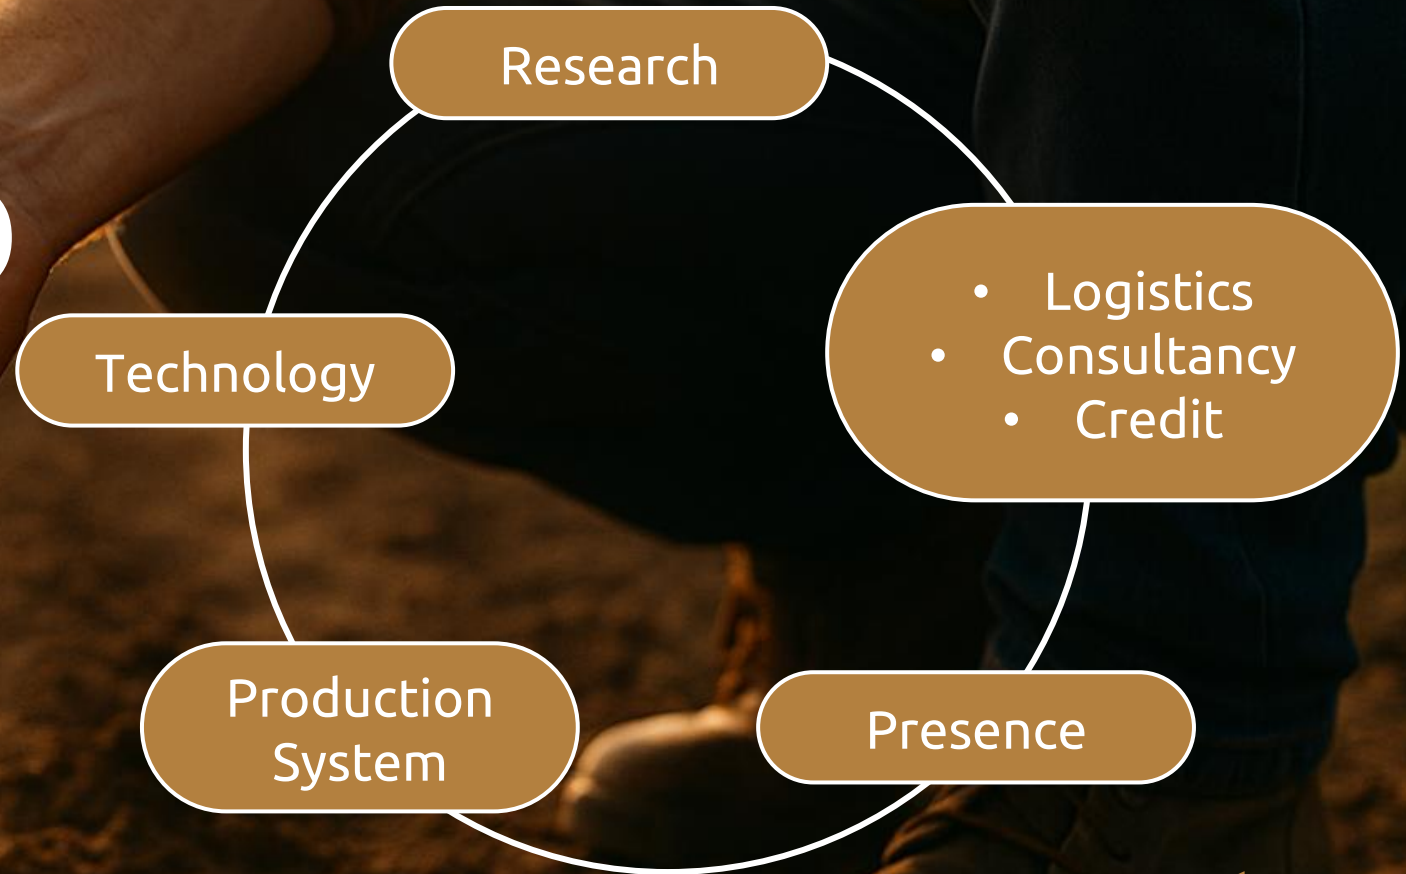 Research
• Logistics
• Consultancy
• Credit
Technology
Production
System
Presence